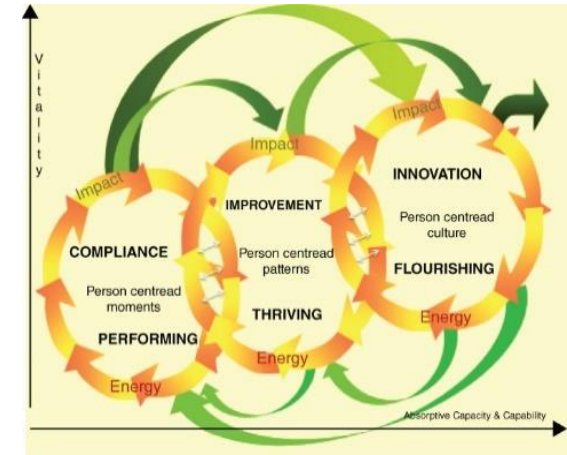 Vitality
Impact
COMPLIANCE
Person centread
moments
PERFORMING
Energy
Impact
IMPROVEMENT
Person centread
patterns
THRIVING
Energy
Impact
INNOVATION
Person centread
culture
FLOURISHING
Energy
Absorptive Capacity & Capability